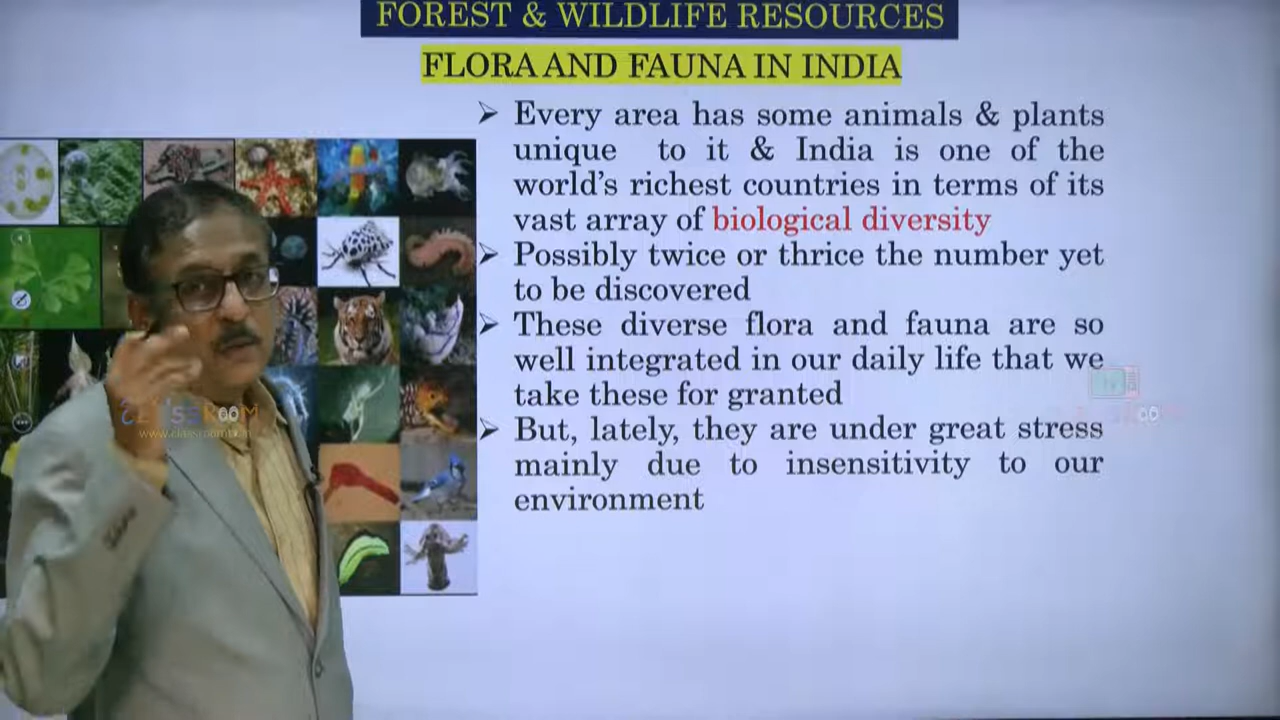 FOREST & WILDLIFE RESOURCES
FLORA AND FAUNA IN INDIA
➢ Every area has some animals & plants
unique to it & India is one of the
world's richest countries in terms of its
vast array of biological diversity
➢ Possibly twice or thrice the number yet
to be discovered
➢ These diverse flora and fauna are so
well integrated in our daily life that we
take these for granted
➢ But, lately, they are under great stress
mainly due to insensitivity to our
environment